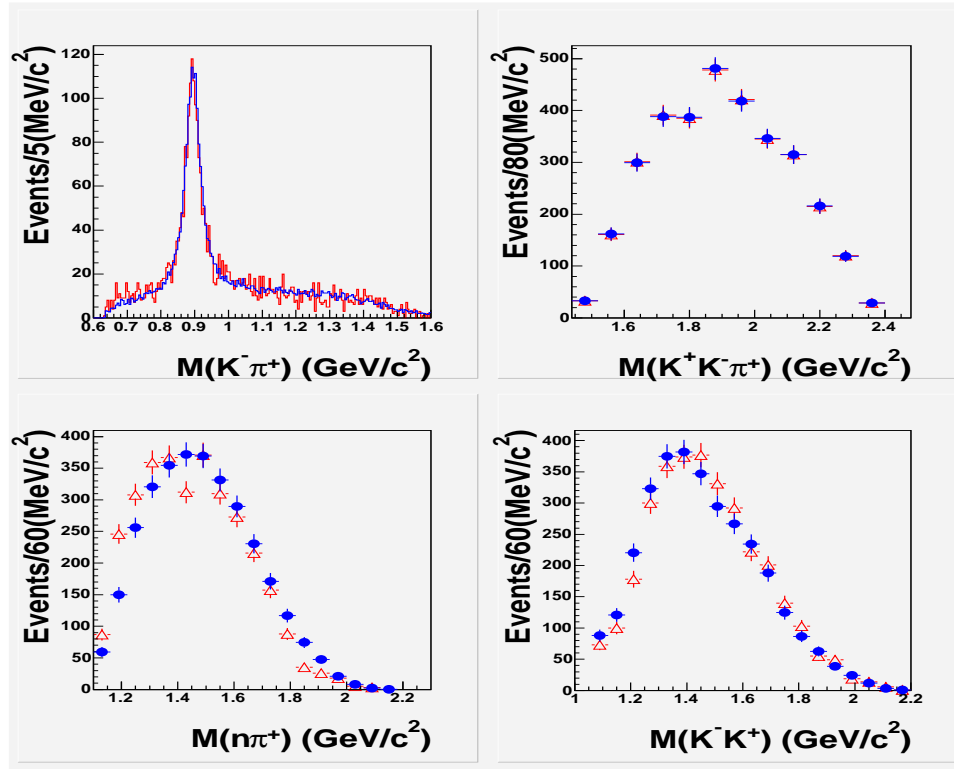 Events/5(MeV/c²)
120
100
80
60
40
20
0
0.6 0.7 0.8 0.9 1 1.1 1.2 1.3 1.4 1.5 1.6
M(K⁻π⁺) (GeV/c²)
Events/80(MeV/c²)
500
400
300
200
100
0
1.6 1.8 2 2.2 2.4
M(K⁺K⁻π⁺) (GeV/c²)
Events/60(MeV/c²)
400
350
300
250
200
150
100
50
0
1.2 1.4 1.6 1.8 2 2.2
M(nπ⁺) (GeV/c²)
Events/60(MeV/c²)
400
350
300
250
200
150
100
50
0
1 1.2 1.4 1.6 1.8 2 2.2
M(K⁻K⁺) (GeV/c²)